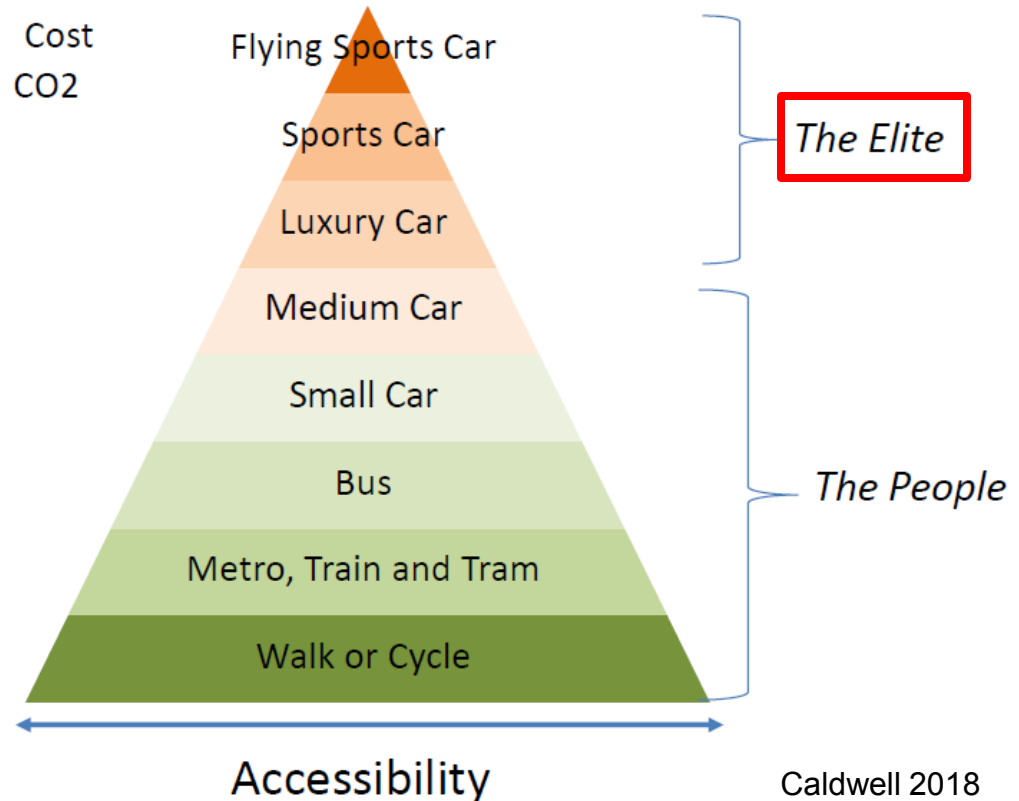 Cost
CO2
Flying Sports Car
Sports Car
Luxury Car
Medium Car
Small Car
Bus
Metro, Train and Tram
Walk or Cycle
The Elite
The People
Accessibility
Caldwell 2018